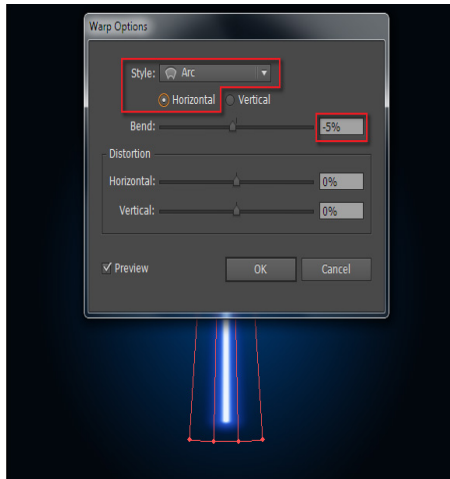 Warp Options
Style: Arc
Horizontal Vertical
Bend: -5%
Distortion
Horizontal: 0%
Vertical: 0%
Preview OK Cancel